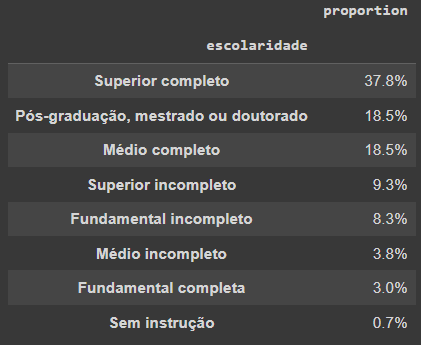 proportion
escolaridade
Superior completo 37.8%
Pós-graduação, mestrado ou doutorado 18.5%
Médio completo 18.5%
Superior incompleto 9.3%
Fundamental incompleto 8.3%
Médio incompleto 3.8%
Fundamental completa 3.0%
Sem instrução 0.7%